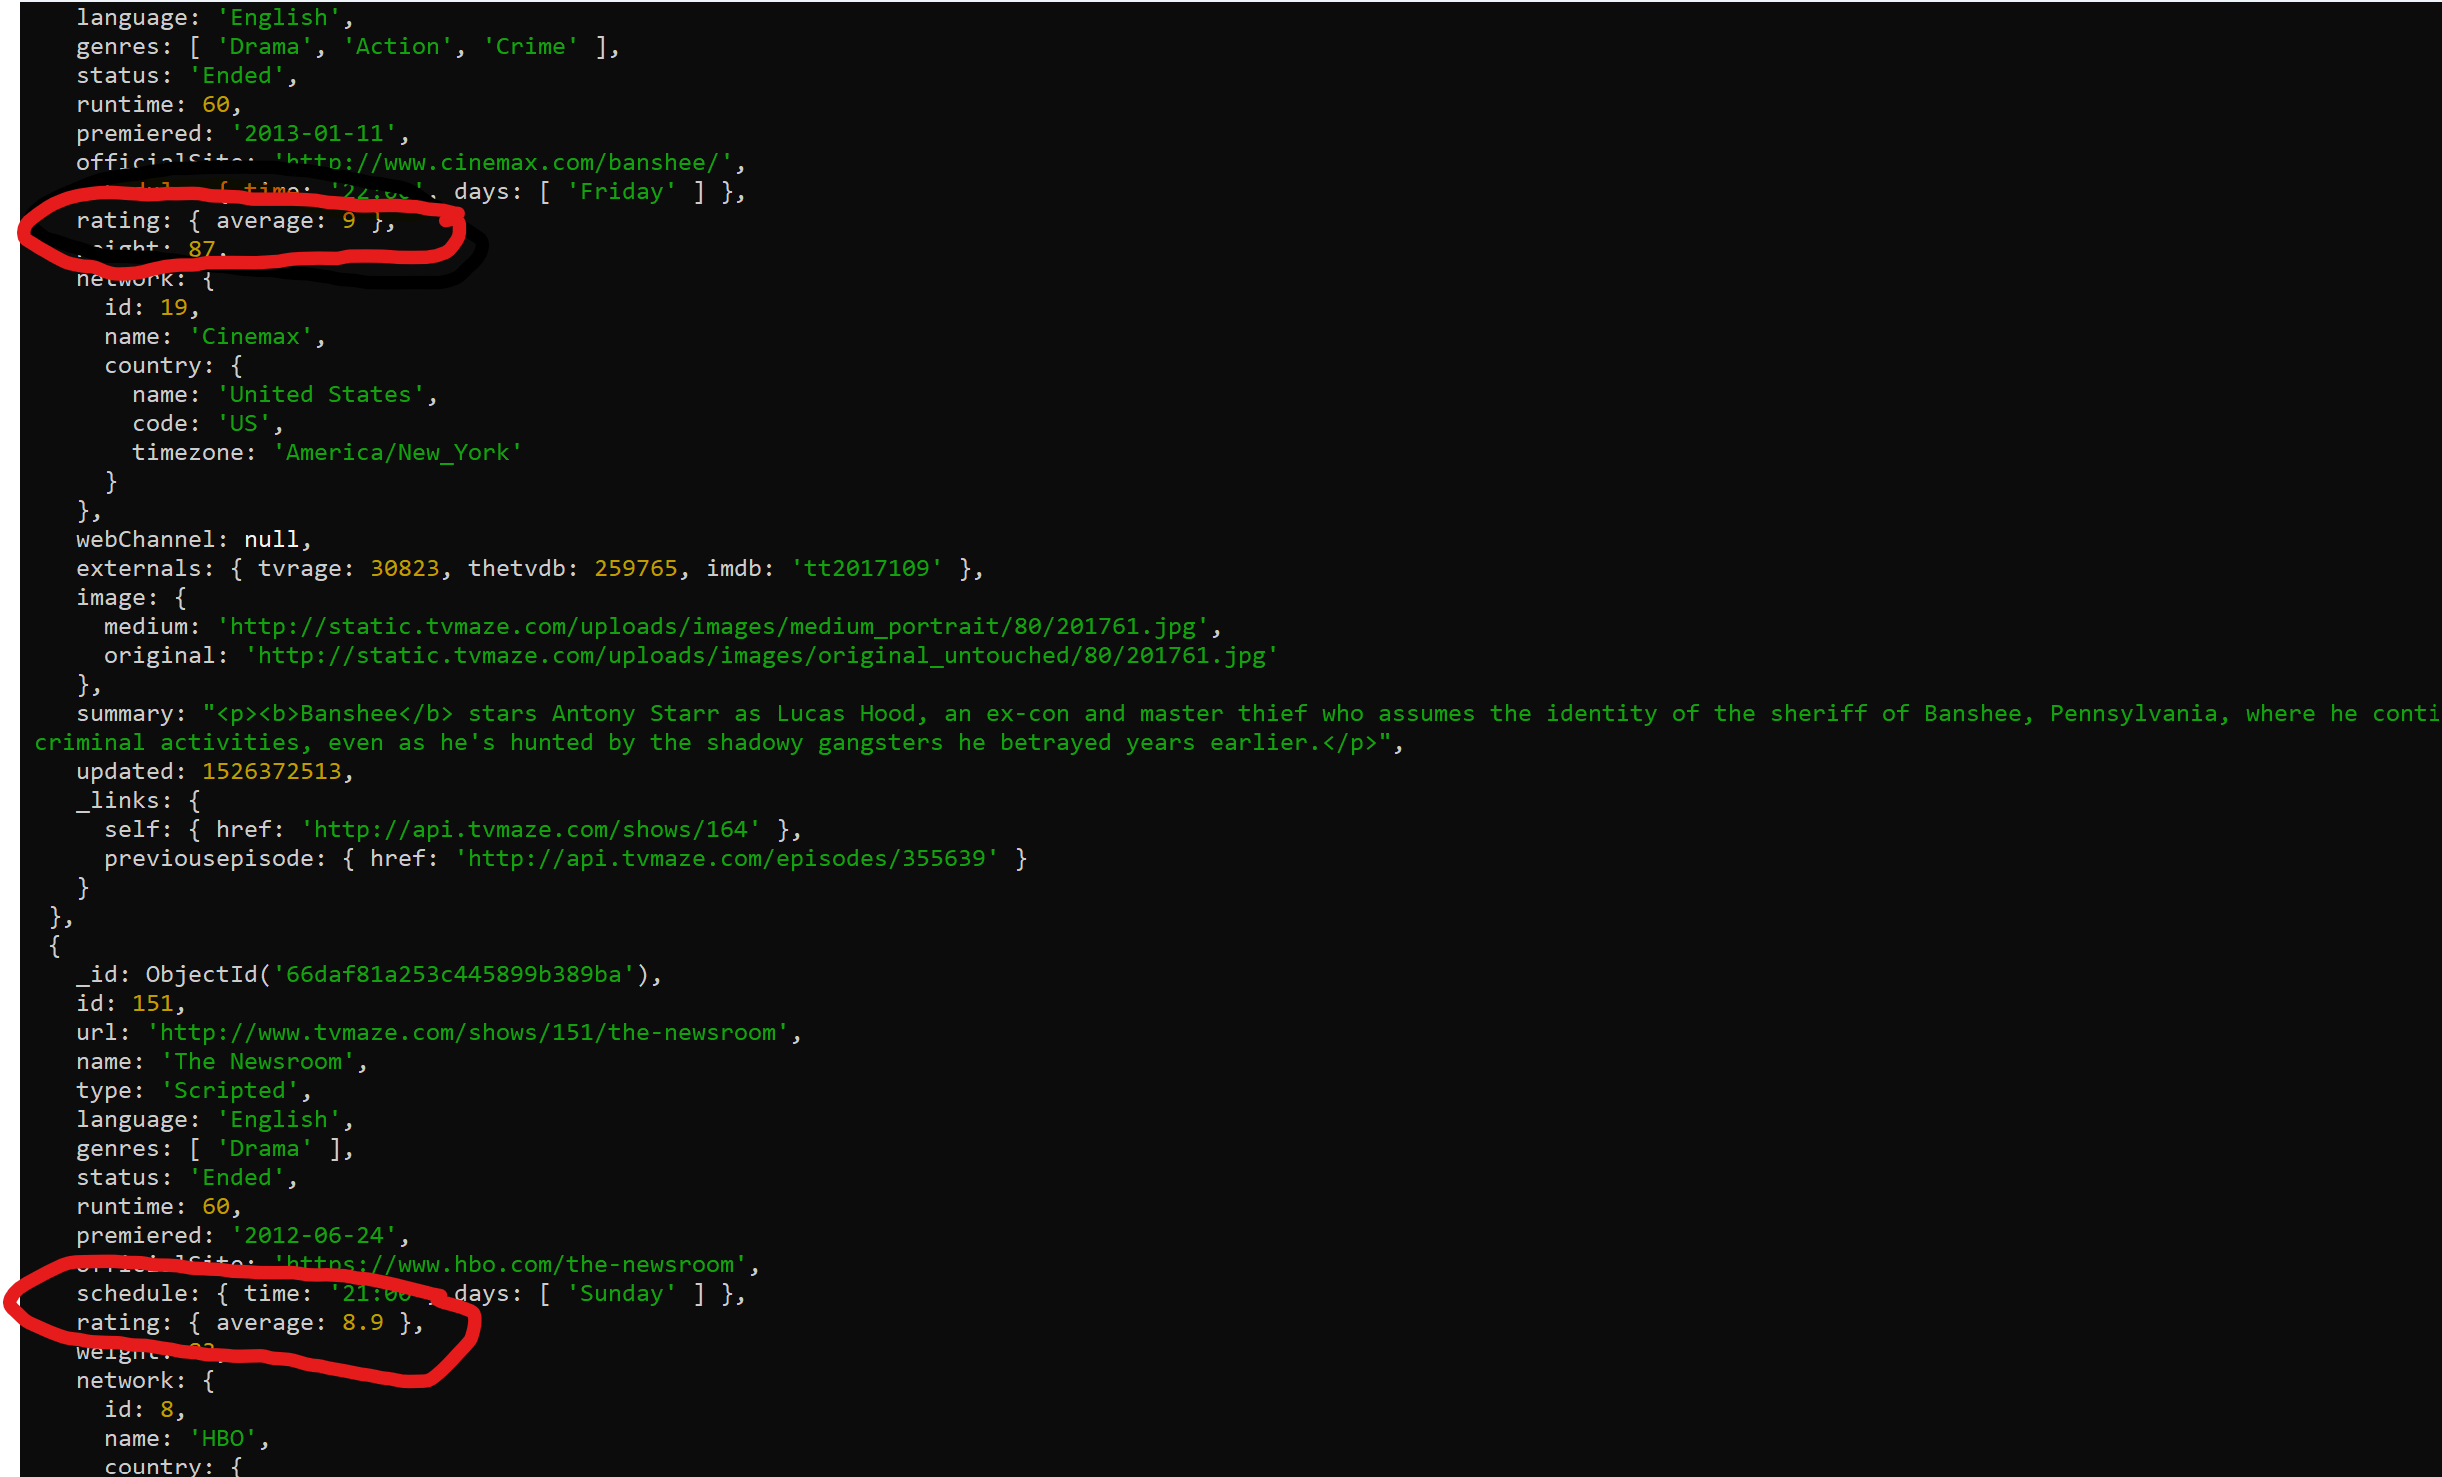 language: 'English',
genres: [ 'Drama', 'Action', 'Crime' ],
status: 'Ended',
runtime: 60,
premiered: '2013-01-11',
officialSite: 'http://www.cinemax.com/banshee/',
schedule: { time: '22:00', days: [ 'Friday' ] },
rating: { average: 9 },
weight: 87,
network: {
id: 19,
name: 'Cinemax',
country: {
name: 'United States',
code: 'US',
timezone: 'America/New_York'
}
},
webChannel: null,
externals: { tvrage: 30823, thetvdb: 259765, imdb: 'tt2017109' },
image: {
medium: 'http://static.tvmaze.com/uploads/images/medium_portrait/80/201761.jpg',
original: 'http://static.tvmaze.com/uploads/images/original_untouched/80/201761.jpg'
},
summary: "<p><b>Banshee</b> stars Antony Starr as Lucas Hood, an ex-con and master thief who assumes the identity of the sheriff of Banshee, Pennsylvania, where he conti
criminal activities, even as he's hunted by the shadowy gangsters he betrayed years earlier.</p>",
updated: 1526372513,
_links: {
self: { href: 'http://api.tvmaze.com/shows/164' },
previousepisode: { href: 'http://api.tvmaze.com/episodes/355639' }
}
},
{
_id: ObjectId('66daf81a253c445899b389ba'),
id: 151,
url: 'http://www.tvmaze.com/shows/151/the-newsroom',
name: 'The Newsroom',
type: 'Scripted',
language: 'English',
genres: [ 'Drama' ],
status: 'Ended',
runtime: 60,
premiered: '2012-06-24',
officialSite: 'https://www.hbo.com/the-newsroom',
schedule: { time: '21:00', days: [ 'Sunday' ] },
rating: { average: 8.9 },
weight:
network: {
id: 8,
name: 'HBO',
country: {